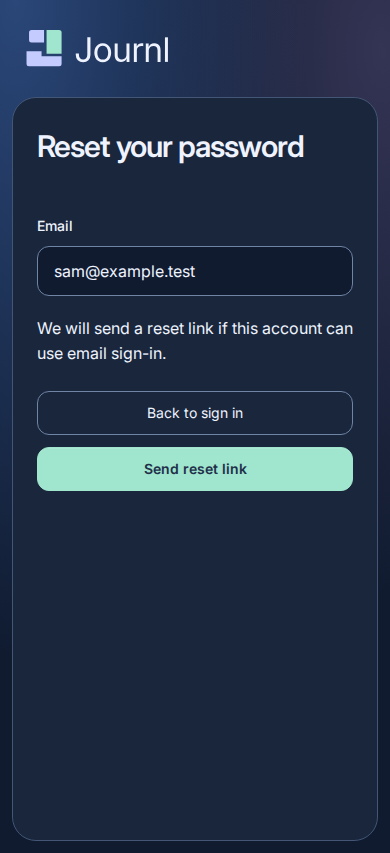 Journl
Reset your password
Email
sam@example.test
We will send a reset link if this account can
use email sign-in.
Back to sign in
Send reset link